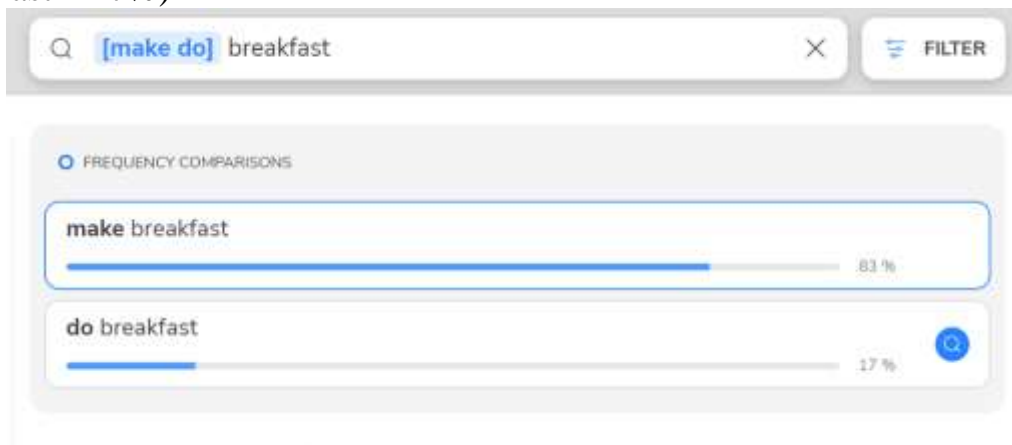 [make do] breakfast
FILTER
FREQUENCY COMPARISONS
make breakfast
83 %
do breakfast
17 %